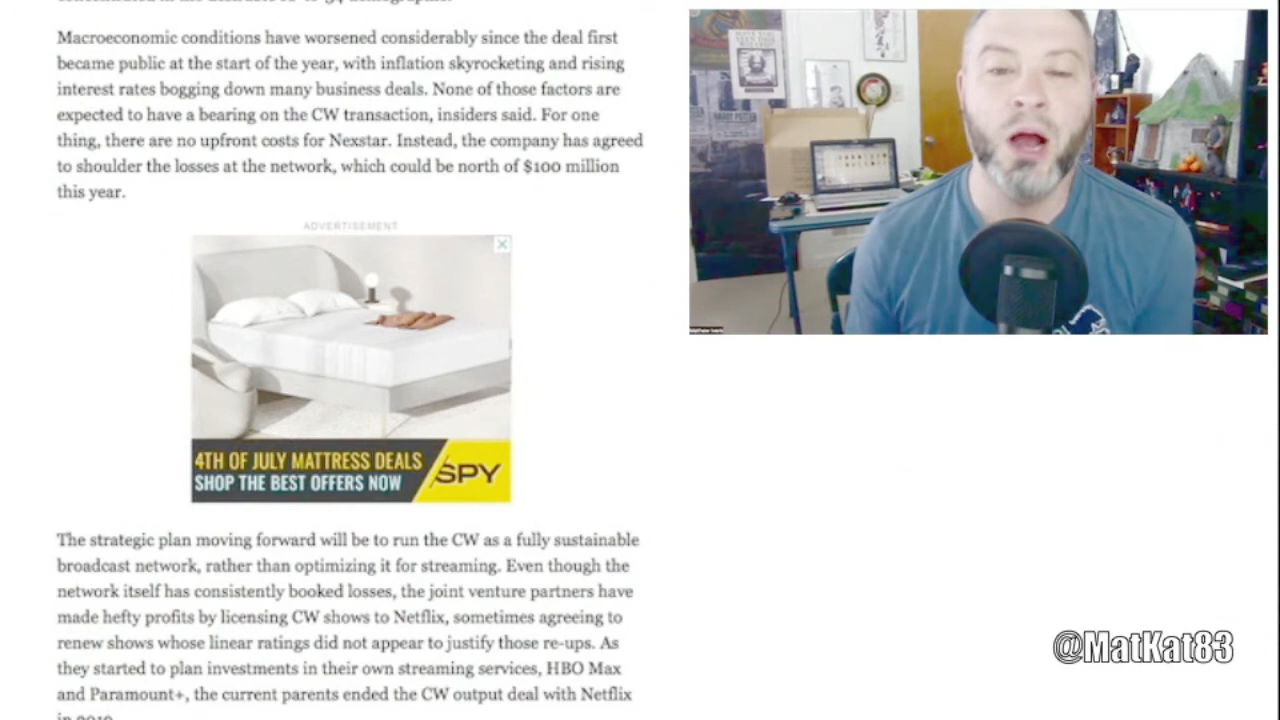 Macroeconomic conditions have worsened considerably since the deal first
became public at the start of the year, with inflation skyrocketing and rising
interest rates bogging down many business deals. None of those factors are
expected to have a bearing on the CW transaction, insiders said. For one
thing, there are no upfront costs for Nexstar. Instead, the company has agreed
to shoulder the losses at the network, which could be north of $100 million
this year.
ADVERTISEMENT
4TH OF JULY MATTRESS DEALS
SHOP THE BEST OFFERS NOW
SPY
The strategic plan moving forward will be to run the CW as a fully sustainable
broadcast network, rather than optimizing it for streaming. Even though the
network itself has consistently booked losses, the joint venture partners have
made hefty profits by licensing CW shows to Netflix, sometimes agreeing to
renew shows whose linear ratings did not appear to justify those re-ups. As
they started to plan investments in their own streaming services, HBO Max
and Paramount+, the current parents ended the CW output deal with Netflix
HAVE YOU SEEN
HARRY POTTER
@MatKat83